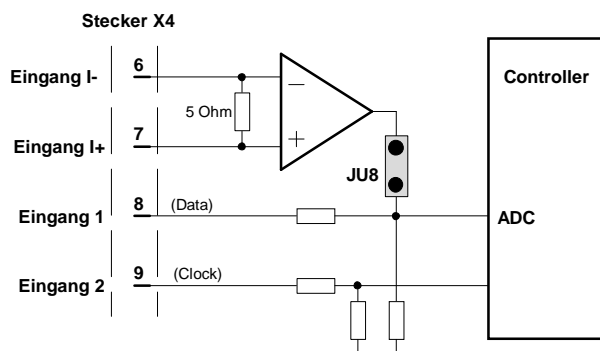 Stecker X4
Eingang I-
6
Controller
5 Ohm
−
+
Eingang I+
7
JU8
Eingang 1
8
(Data)
ADC
Eingang 2
9
(Clock)